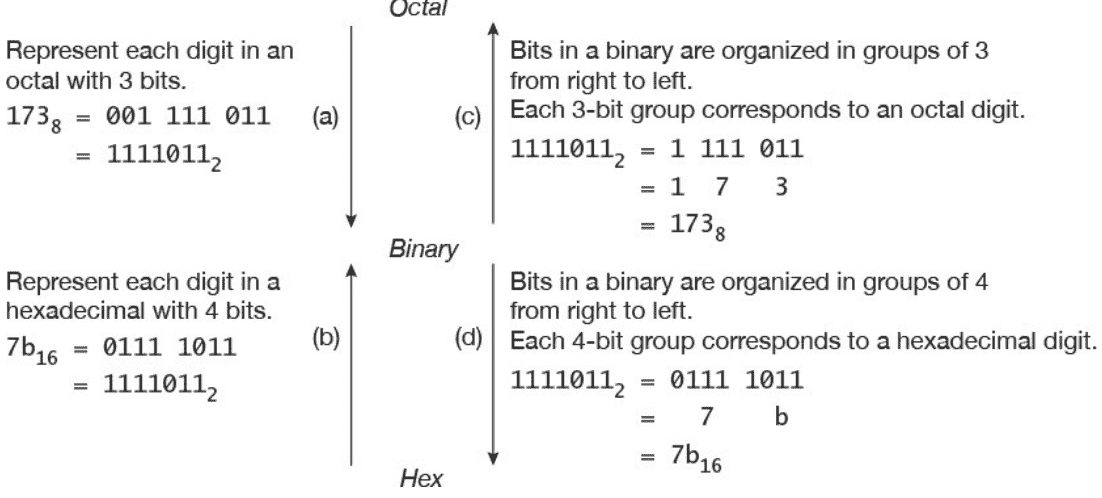 Octal
Represent each digit in an
octal with 3 bits.
173₈ = 001 111 011
= 1111011₂
(a)
(c)
Bits in a binary are organized in groups of 3
from right to left.
Each 3-bit group corresponds to an octal digit.
1111011₂ = 1 111 011
= 1 7 3
= 173₈
Binary
Represent each digit in a
hexadecimal with 4 bits.
7b₁₆ = 0111 1011
= 1111011₂
(b)
(d)
Bits in a binary are organized in groups of 4
from right to left.
Each 4-bit group corresponds to a hexadecimal digit.
1111011₂ = 0111 1011
= 7 b
= 7b₁₆
Hex